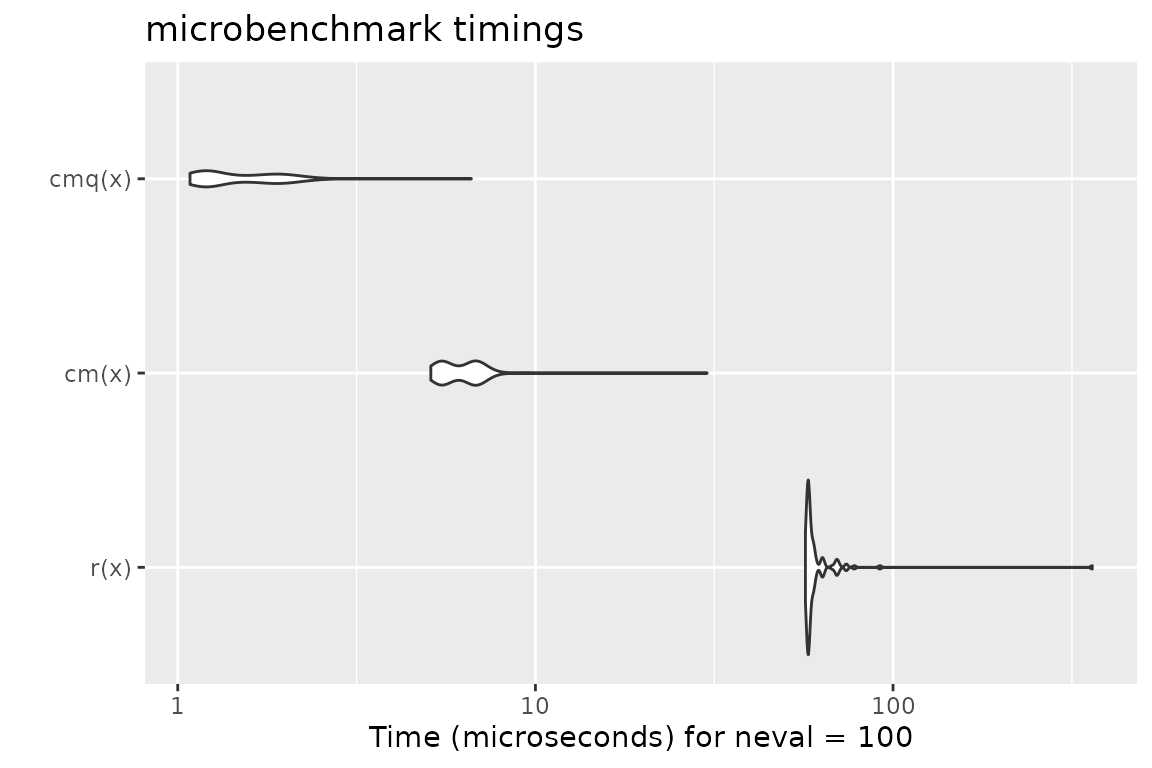 microbenchmark timings
cmq(x)
cm(x)
r(x)
1 10 100
Time (microseconds) for neval = 100